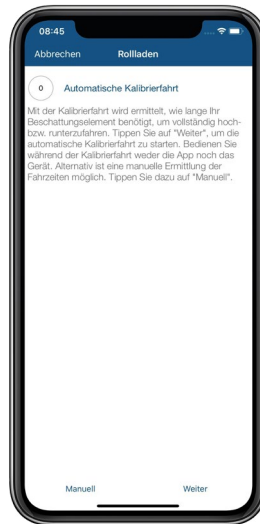 08:45
Abbrechen Rollladen
0 Automatische Kalibrierfahrt
Mit der Kalibrierfahrt wird ermittelt, wie lange Ihr
Beschattungselement benötigt, um vollständig hoch-
bzw. runterzufahren. Tippen Sie auf "Weiter", um die
automatische Kalibrierfahrt zu starten. Bedienen Sie
während der Kalibrierfahrt weder die App noch das
Gerät. Alternativ ist eine manuelle Ermittlung der
Fahrzeiten möglich. Tippen Sie dazu auf "Manuell".
Manuell Weiter